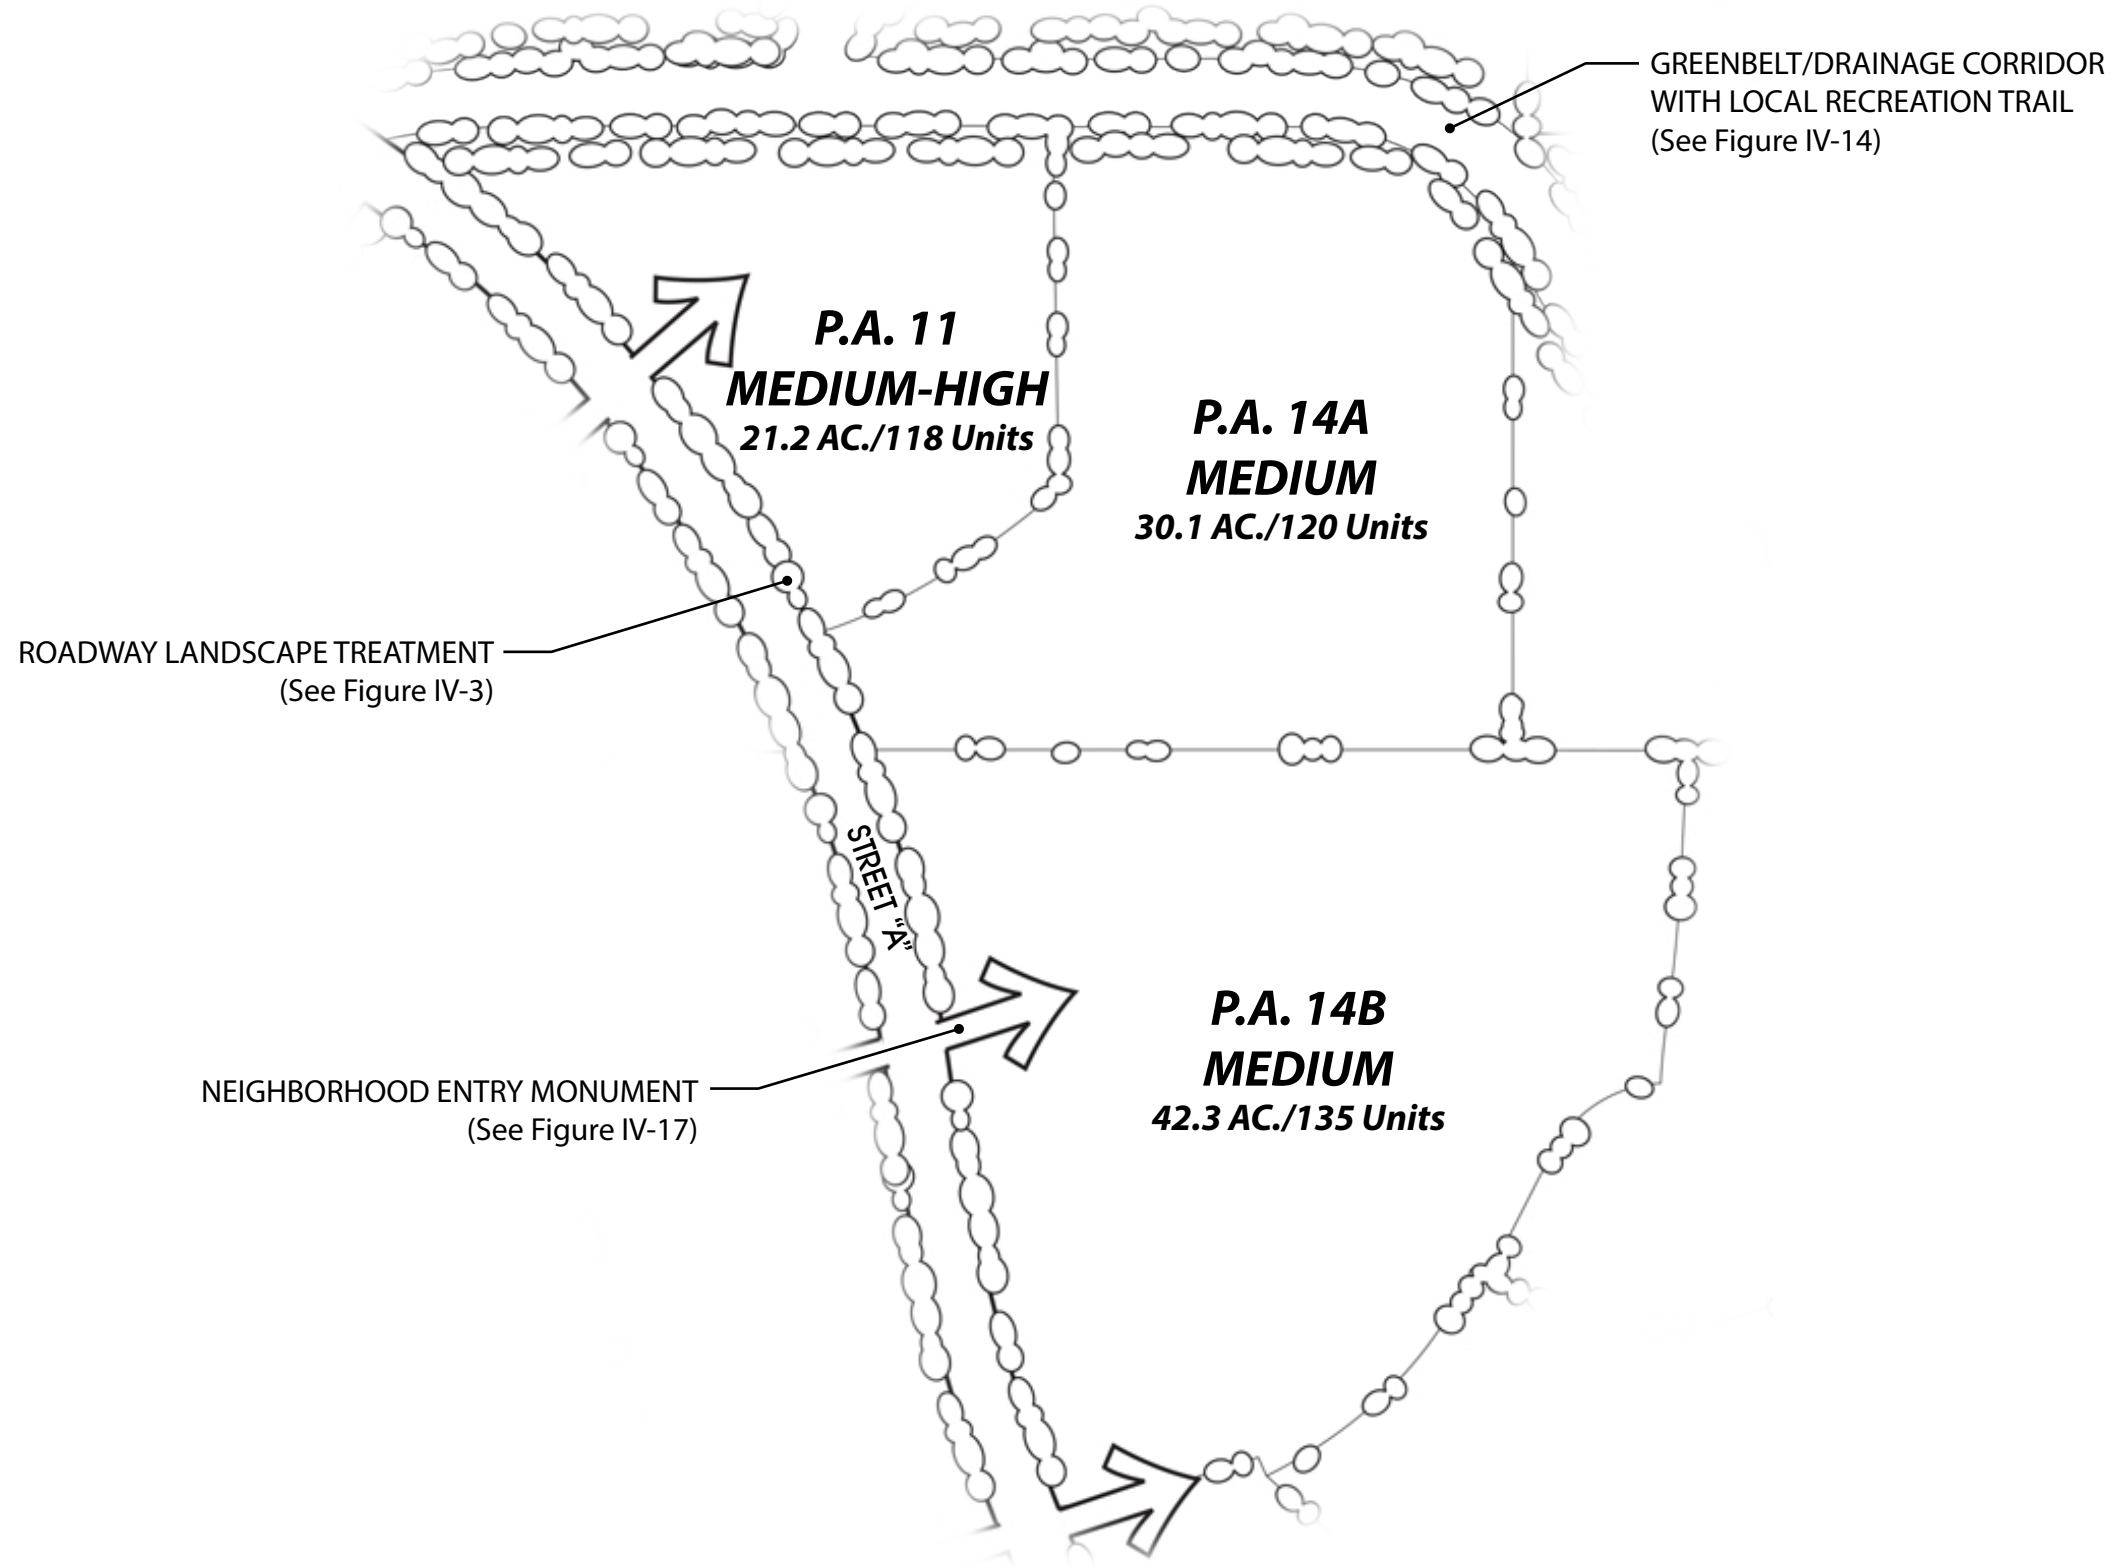 GREENBELT/DRAINAGE CORRIDOR
WITH LOCAL RECREATION TRAIL
(See Figure IV-14)
P.A. 11
MEDIUM-HIGH
21.2 AC./118 Units
P.A. 14A
MEDIUM
30.1 AC./120 Units
ROADWAY LANDSCAPE TREATMENT
(See Figure IV-3)
STREET “A”
P.A. 14B
MEDIUM
42.3 AC./135 Units
NEIGHBORHOOD ENTRY MONUMENT
(See Figure IV-17)